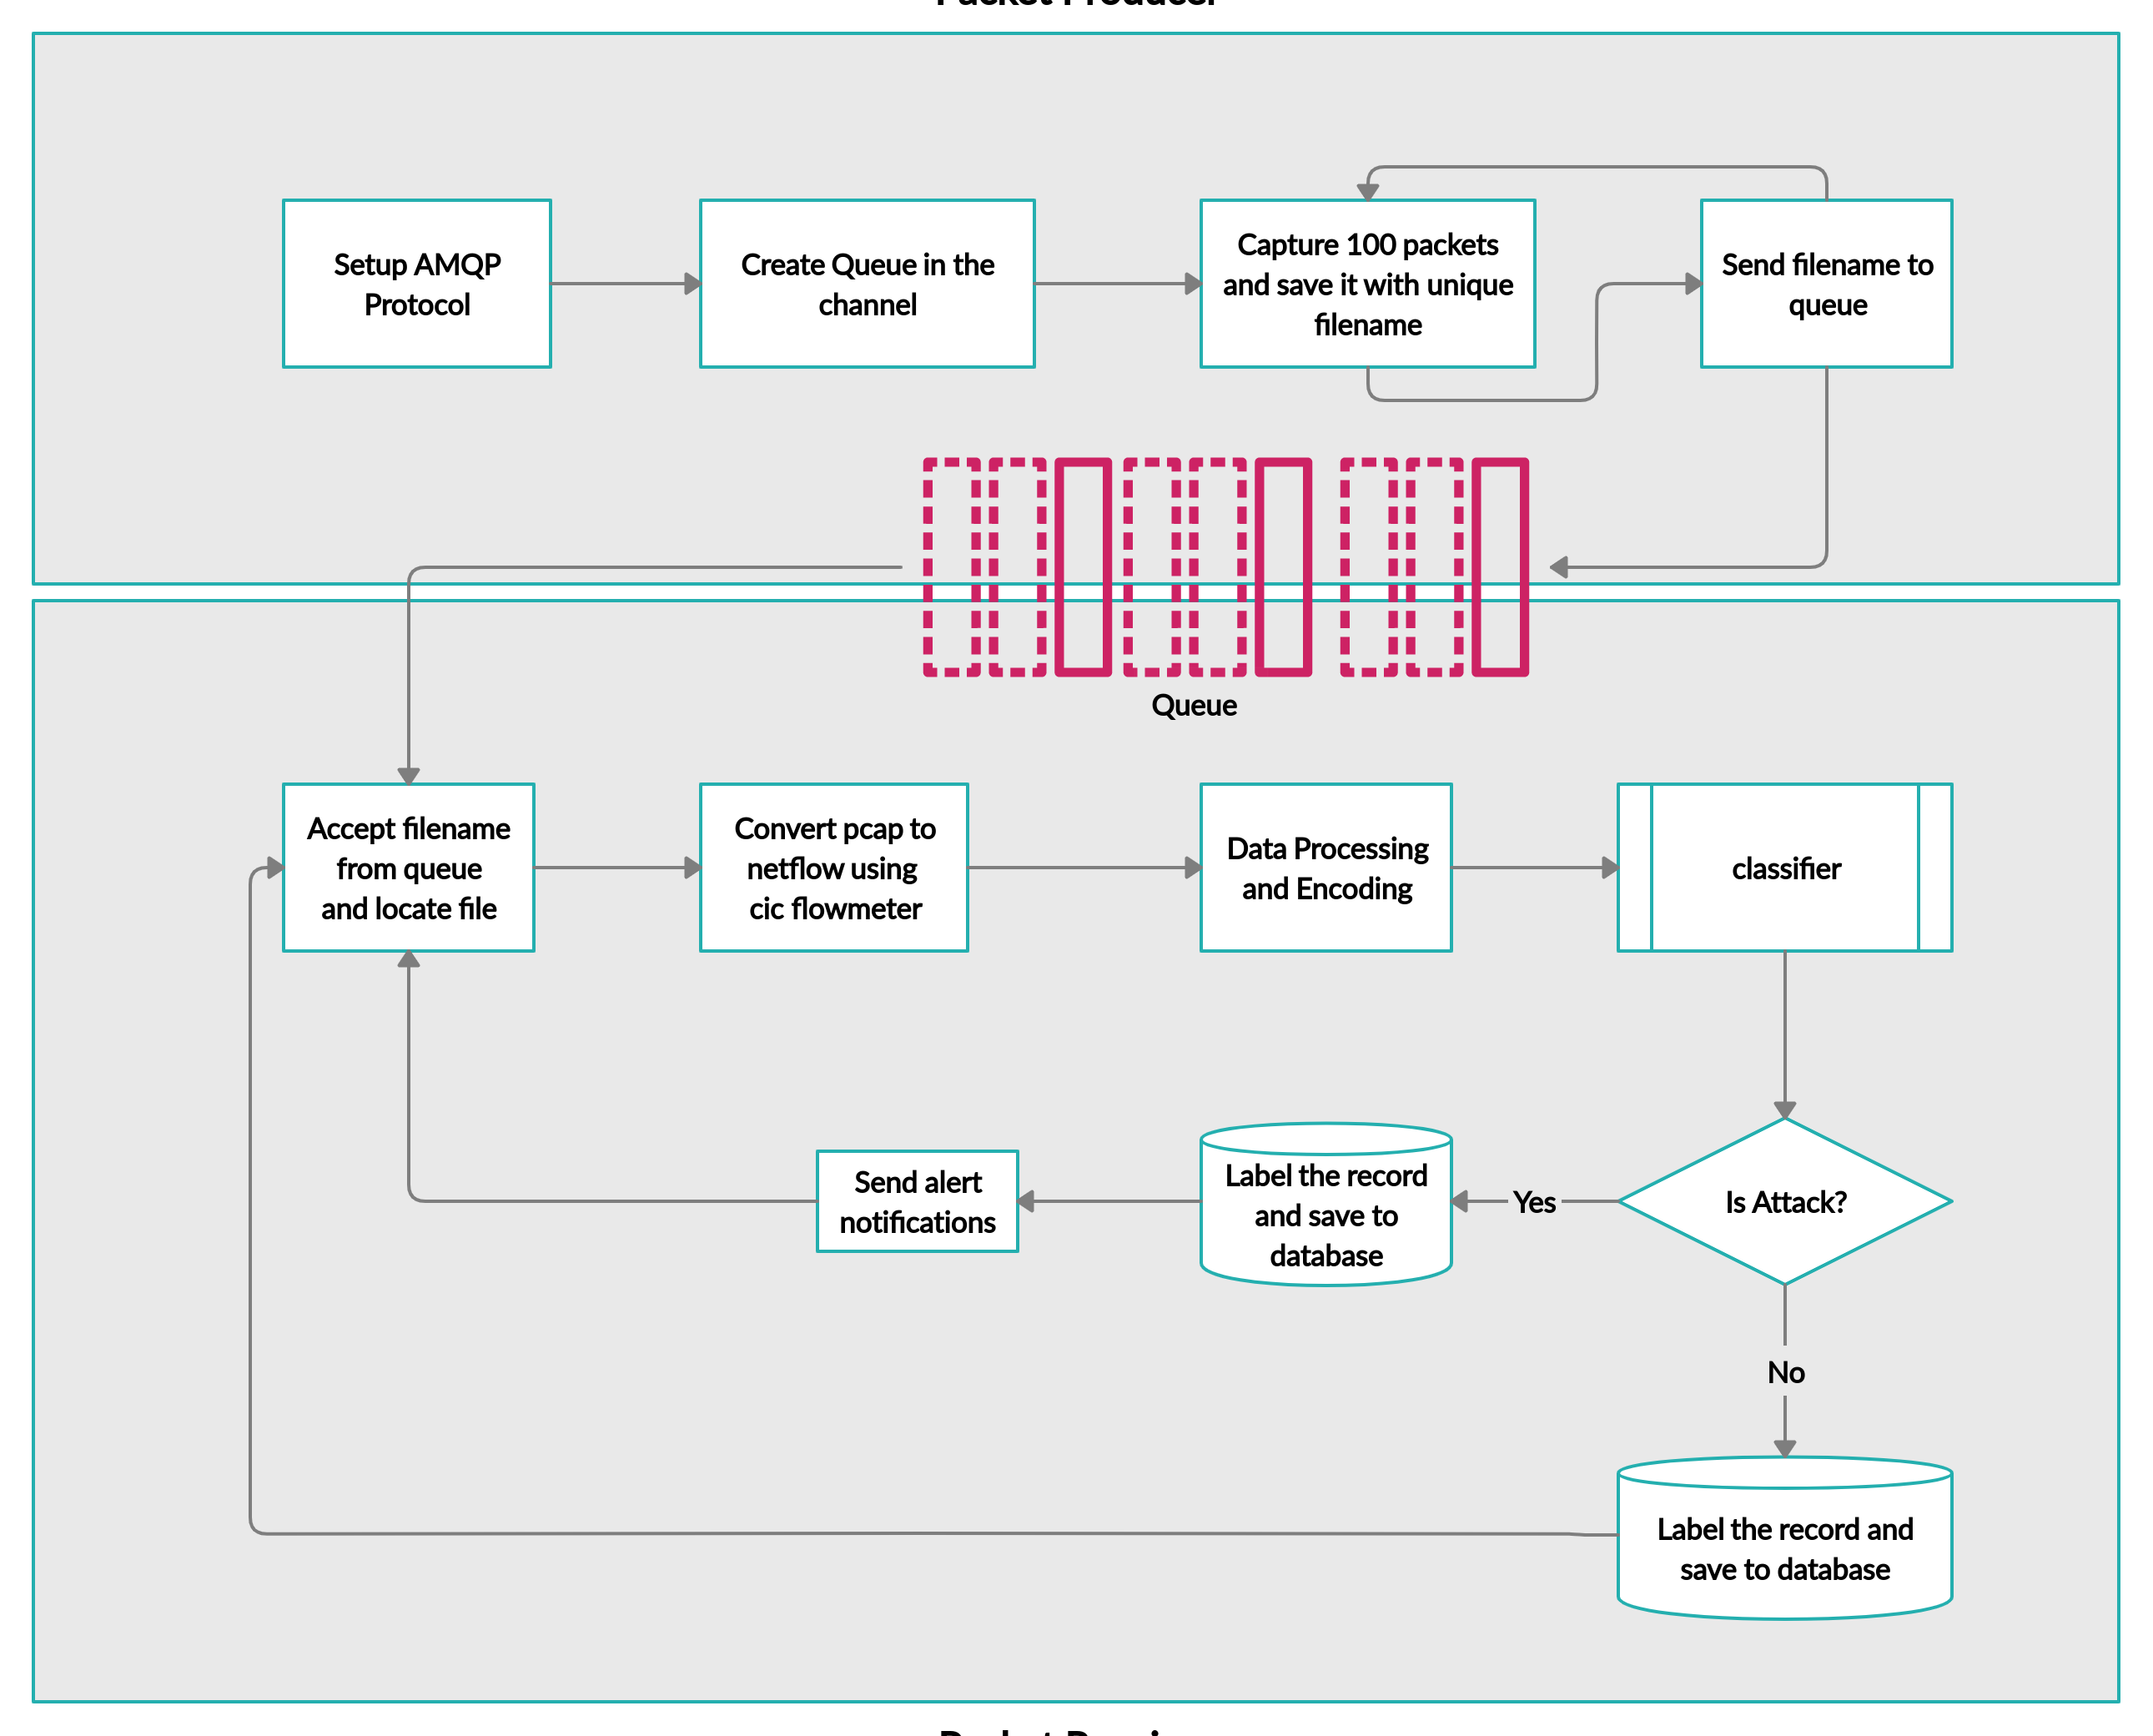 Packet Producer
Setup AMQP
Protocol
Create Queue in the
channel
Capture 100 packets
and save it with unique
filename
Send filename to
queue
Queue
Accept filename
from queue
and locate file
Convert pcap to
netflow using
cic flowmeter
Data Processing
and Encoding
classifier
Send alert
notifications
Label the record
and save to
database
Yes
Is Attack?
No
Label the record and
save to database
Packet